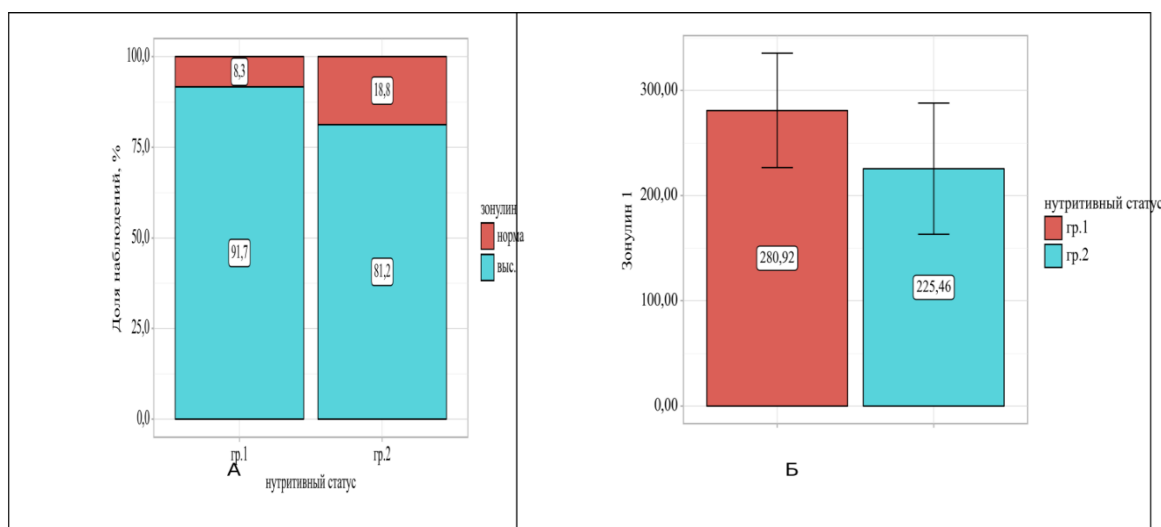 100,0
75,0
50,0
25,0
0,0
Доля наблюдений, %
8,3
18,8
91,7
81,2
гр.1
гр.2
нутритивный статус
А
зонулин
норма
выс.
300,00
200,00
100,00
0,00
Зонулин 1
280,92
225,46
Б
нутритивный статус
гр.1
гр.2